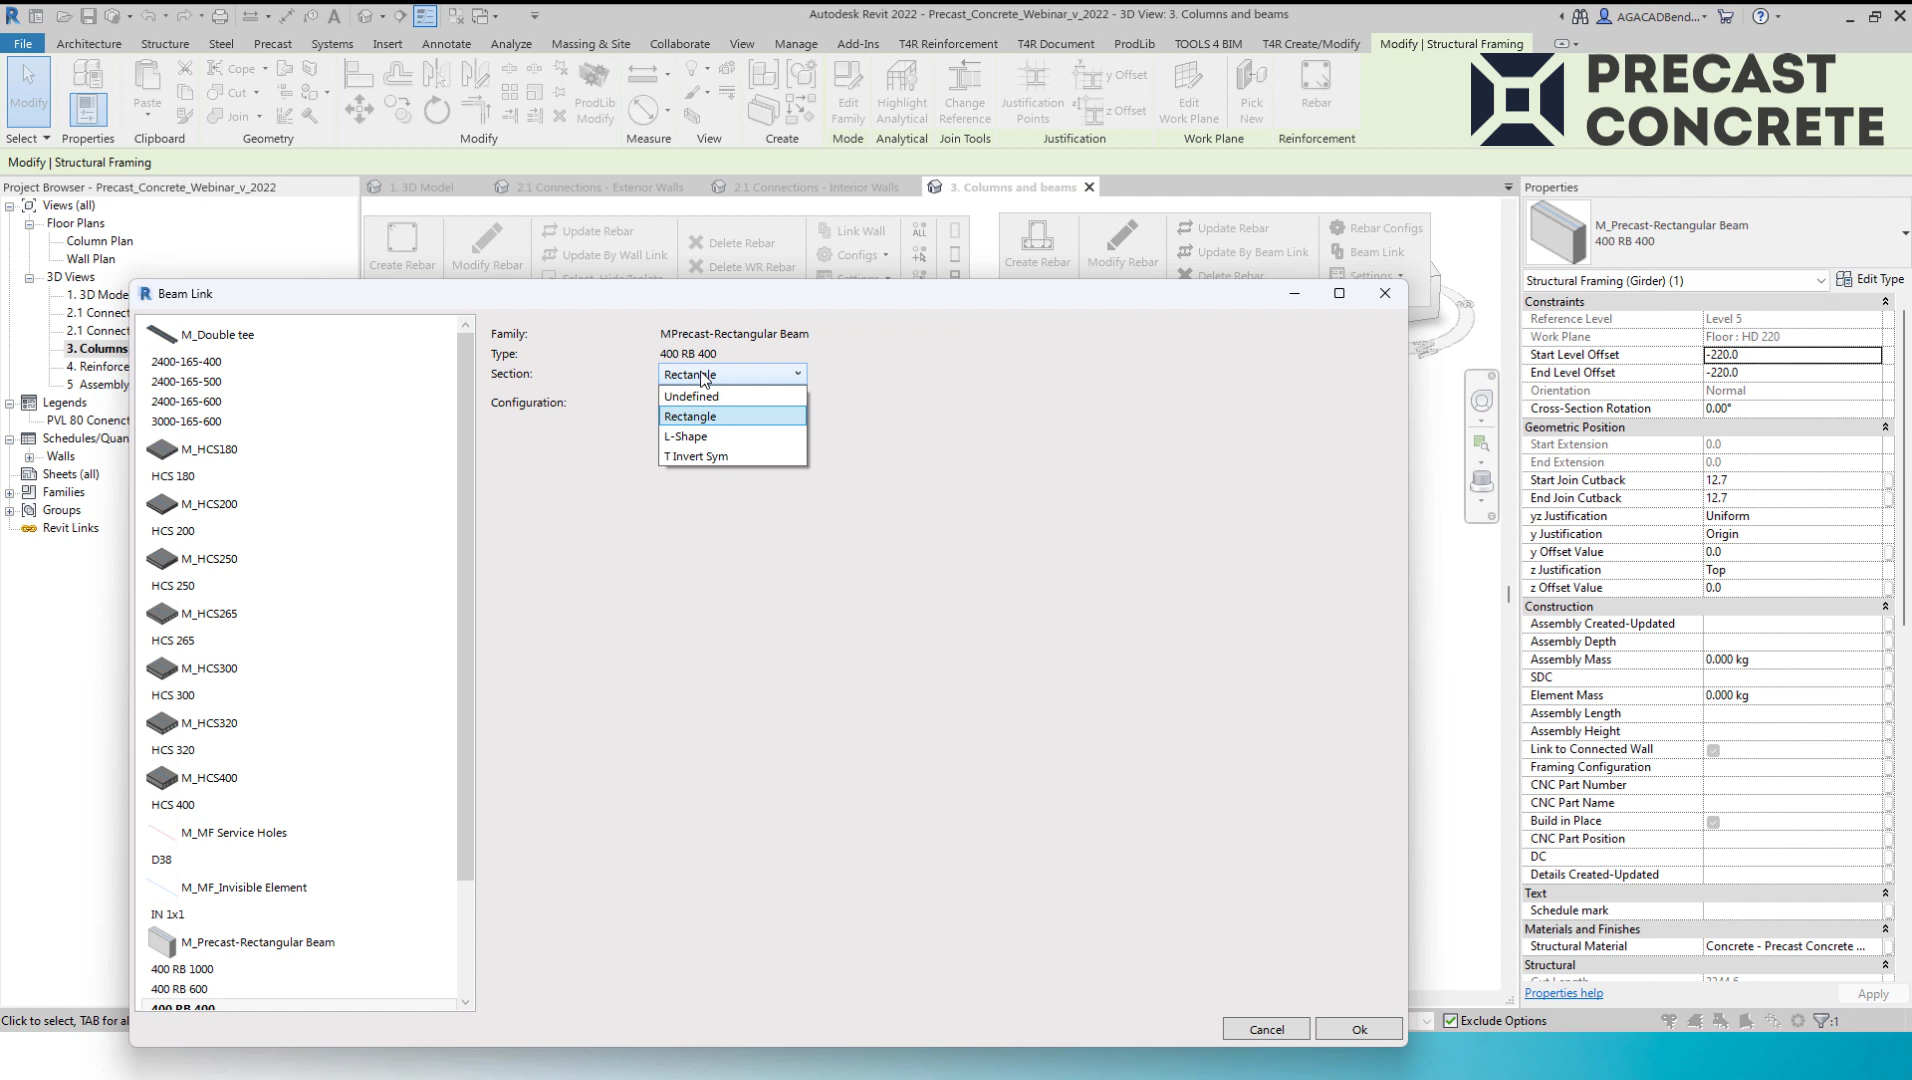 Autodesk Revit 2022 - Precast_Concrete_Webinar_v_2022 - 3D View: 3. Columns and beams
AGACADBend...
File Architecture Structure Steel Precast Systems Insert Annotate Analyze Massing & Site Collaborate View Manage Add-Ins T4R Reinforcement T4R Document ProdLib TOOLS 4 BIM T4R Create/Modify Modify | Structural Framing
Modify
Paste
Cope
Cut
Join
ProdLib
Modify
Edit
Family
Highlight
Analytical
Change
Reference
Justification
Points
y Offset
z Offset
Edit
Work Plane
Pick
New
Rebar
PRECAST
CONCRETE
Select Properties Clipboard Geometry Modify Measure View Create Mode Analytical Join Tools Justification Work Plane Reinforcement
Modify | Structural Framing
Project Browser - Precast_Concrete_Webinar_v_2022
Views (all)
Floor Plans
Column Plan
Wall Plan
3D Views
1. 3D Mode
2.1 Connect
2.1 Connect
3. Columns
4. Reinforce
5 Assembly
Legends
PVL 80 Conenct
Schedules/Quan
Walls
Sheets (all)
Families
Groups
Revit Links
1. 3D Model
2.1 Connections - Exterior Walls
2.1 Connections - Interior Walls
3. Columns and beams
Create Rebar
Modify Rebar
Update Rebar
Update By Wall Link
Select, Hide/Isolate
Delete Rebar
Delete WR Rebar
Link Wall
Configs
Settings
ALL
Create Rebar
Modify Rebar
Update Rebar
Update By Beam Link
Delete Rebar
Rebar Configs
Beam Link
Settings
Beam Link
M_Double tee
2400-165-400
2400-165-500
2400-165-600
3000-165-600
M_HCS180
HCS 180
M_HCS200
HCS 200
M_HCS250
HCS 250
M_HCS265
HCS 265
M_HCS300
HCS 300
M_HCS320
HCS 320
M_HCS400
HCS 400
M_MF Service Holes
D38
M_MF_Invisible Element
IN 1x1
M_Precast-Rectangular Beam
400 RB 1000
400 RB 600
400 RB 400
Family: MPrecast-Rectangular Beam
Type: 400 RB 400
Section: Rectangle
Configuration:
Undefined
Rectangle
L-Shape
T Invert Sym
Cancel
Ok
Properties
M_Precast-Rectangular Beam
400 RB 400
Structural Framing (Girder) (1) Edit Type
Constraints
Reference Level Level 5
Work Plane Floor : HD 220
Start Level Offset -220.0
End Level Offset -220.0
Orientation Normal
Cross-Section Rotation 0.00°
Geometric Position
Start Extension 0.0
End Extension 0.0
Start Join Cutback 12.7
End Join Cutback 12.7
yz Justification Uniform
y Justification Origin
y Offset Value 0.0
z Justification Top
z Offset Value 0.0
Construction
Assembly Created-Updated
Assembly Depth
Assembly Mass 0.000 kg
SDC
Element Mass 0.000 kg
Assembly Length
Assembly Height
Link to Connected Wall
Framing Configuration
CNC Part Number
CNC Part Name
Build in Place
CNC Part Position
DC
Details Created-Updated
Text
Schedule mark
Materials and Finishes
Structural Material Concrete - Precast Concrete ...
Structural
Properties help
Apply
Click to select, TAB for al
Exclude Options
:1